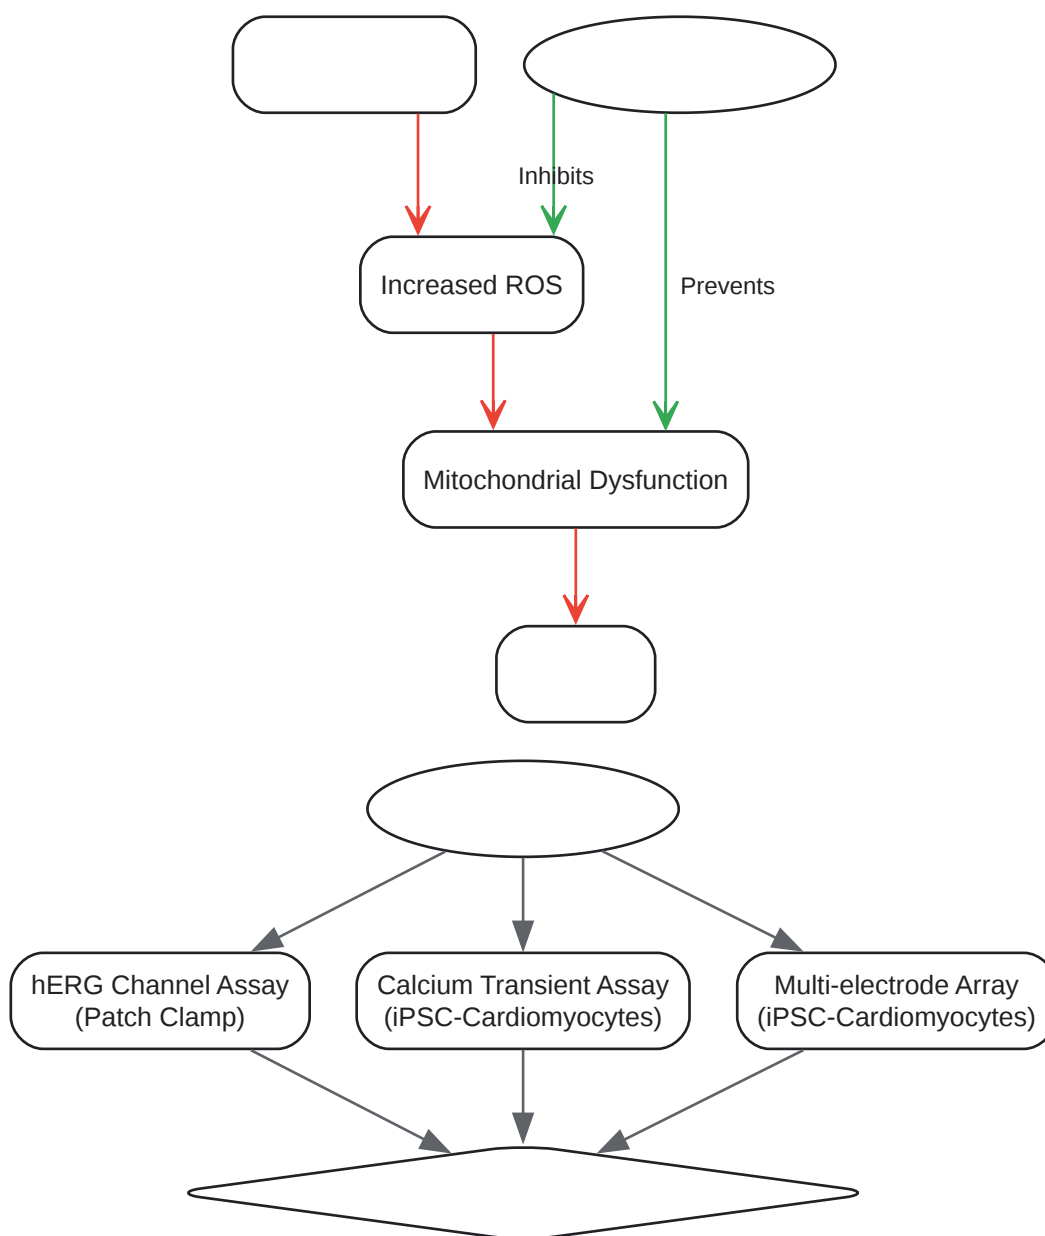 Inhibits
Increased ROS
Prevents
Mitochondrial Dysfunction
hERG Channel Assay
(Patch Clamp)
Calcium Transient Assay
(iPSC-Cardiomyocytes)
Multi-electrode Array
(iPSC-Cardiomyocytes)